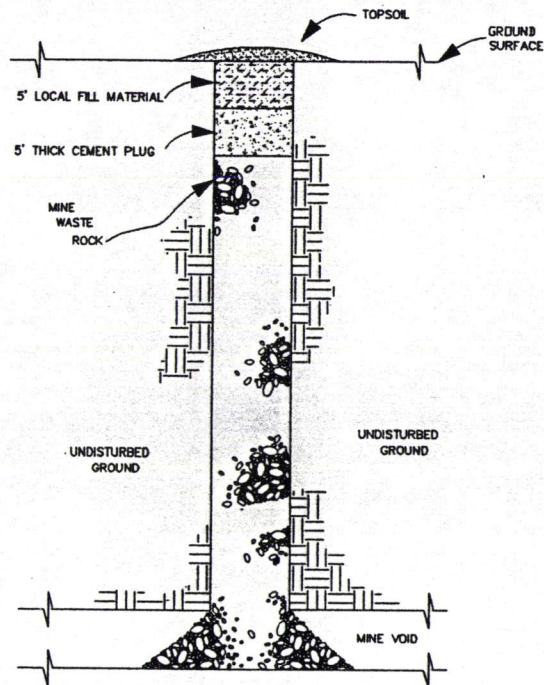 TOPSOIL
GROUND
SURFACE
5' LOCAL FILL MATERIAL
5' THICK CEMENT PLUG
MINE
WASTE
ROCK
UNDISTURBED
GROUND
UNDISTURBED
GROUND
MINE VOID